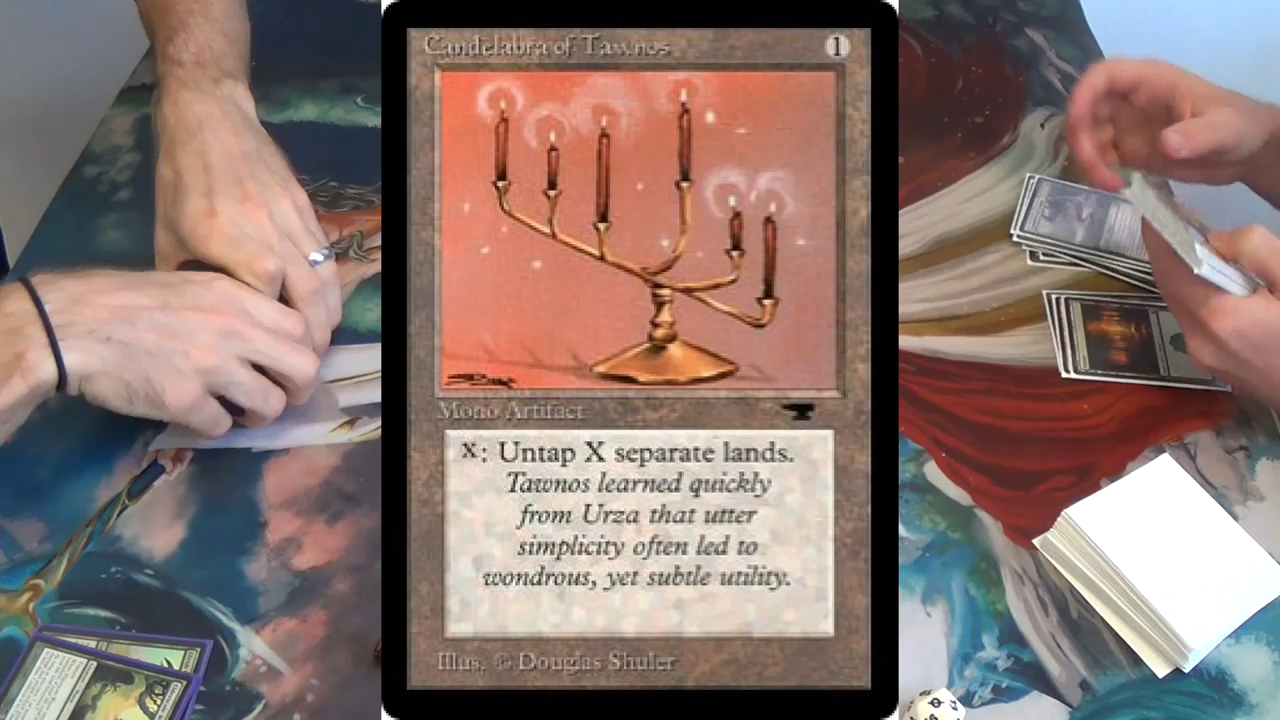 Candelabra of Tawnos
1
Mono Artifact
X: Untap X separate lands.
Tawnos learned quickly
from Urza that utter
simplicity often led to
wondrous, yet subtle utility.
Illus. © Douglas Shuler